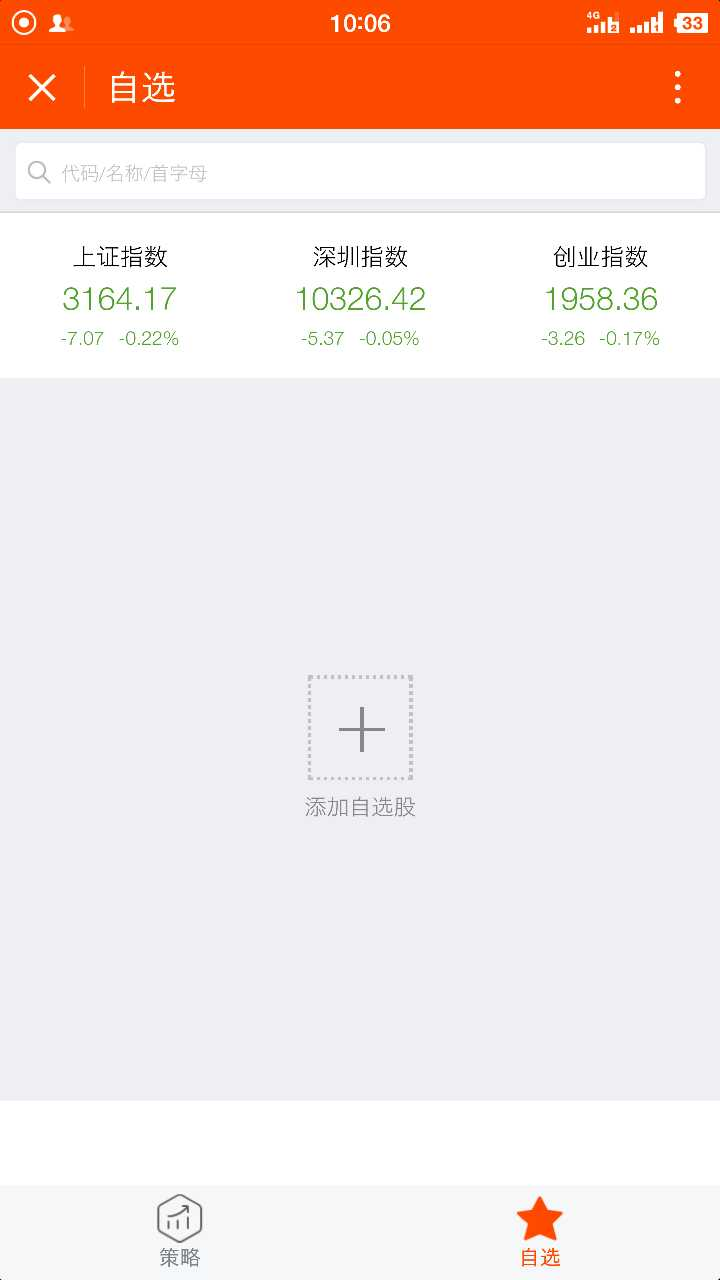 10:06 4G 2 1 33
自选
代码/名称/首字母
上证指数 深圳指数 创业指数
3164.17 10326.42 1958.36
-7.07 -0.22% -5.37 -0.05% -3.26 -0.17%
添加自选股
策略 自选